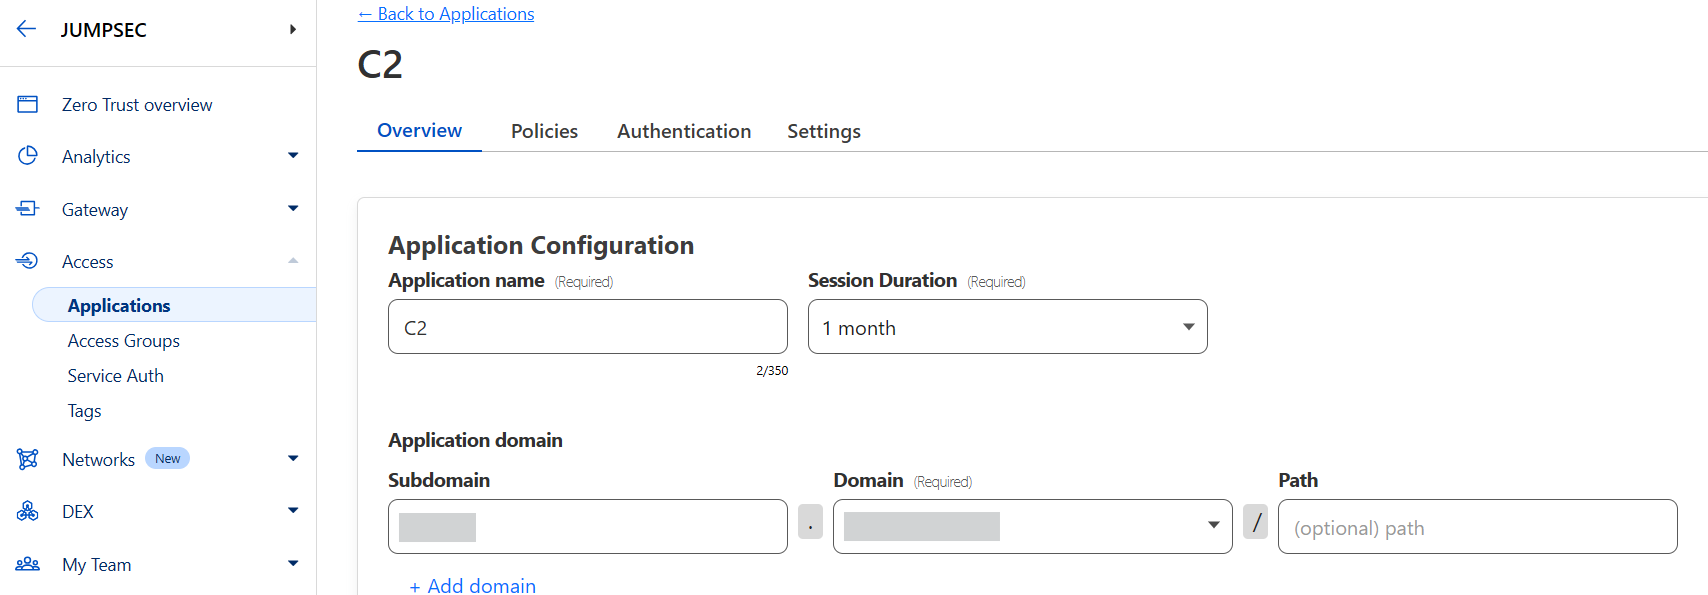 JUMPSEC
Zero Trust overview
Analytics
Gateway
Access
Applications
Access Groups
Service Auth
Tags
Networks New
DEX
My Team
← Back to Applications
C2
Overview Policies Authentication Settings
Application Configuration
Application name (Required) Session Duration (Required)
C2 1 month
2/350
Application domain
Subdomain Domain (Required) Path
. / (optional) path
+ Add domain